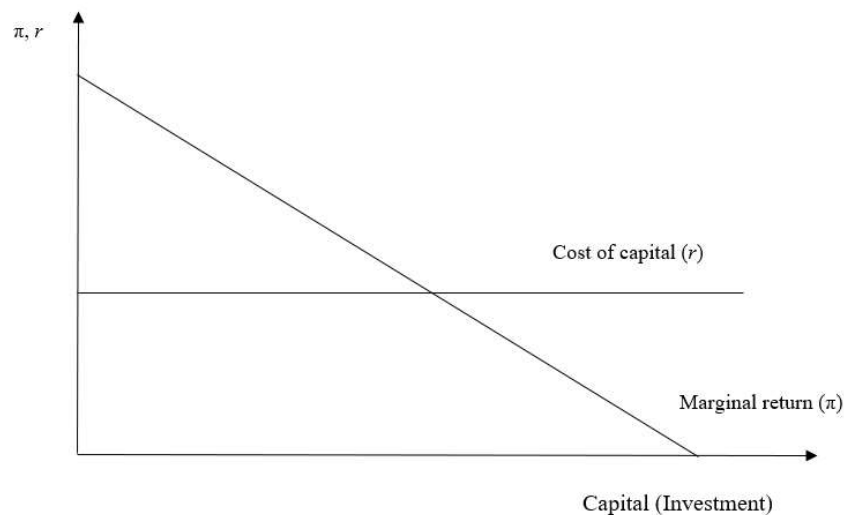 π, r
Cost of capital (r)
Marginal return (π)
Capital (Investment)